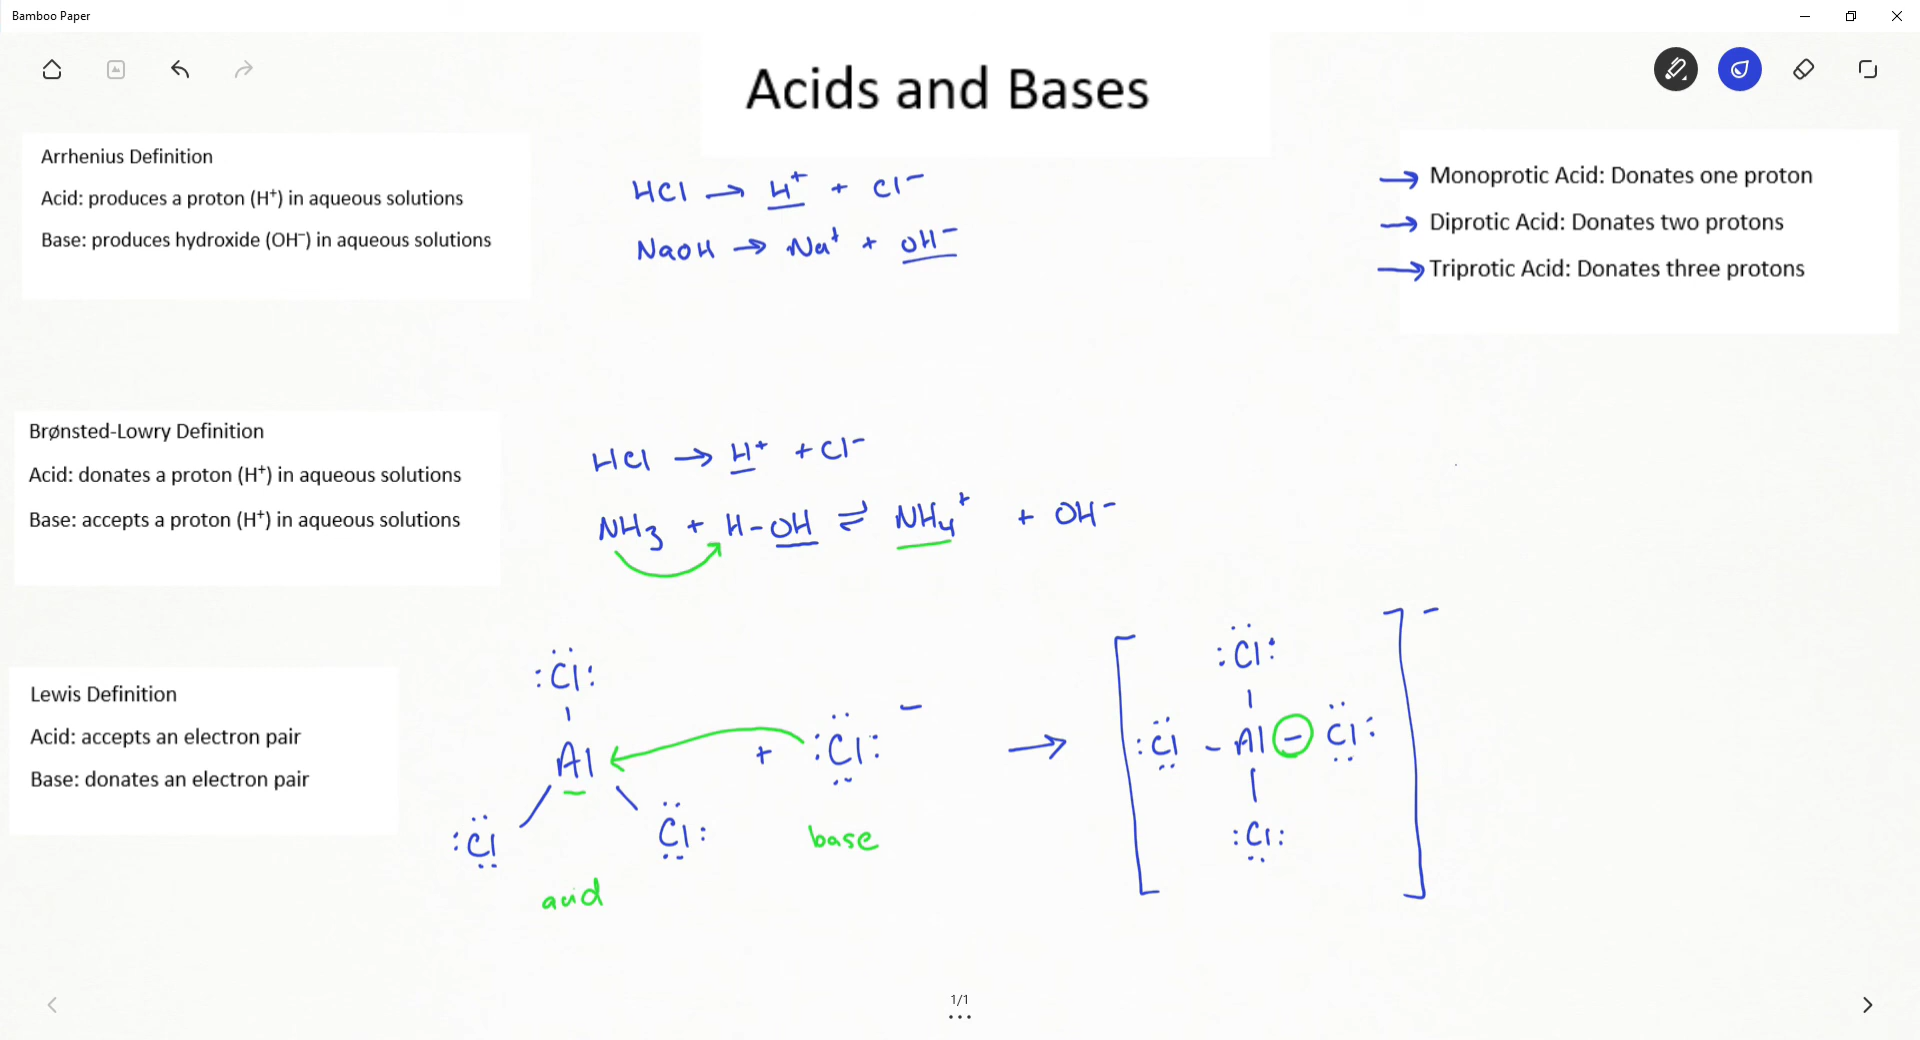 Bamboo Paper
Acids and Bases
Arrhenius Definition
Acid: produces a proton (H⁺) in aqueous solutions
Base: produces hydroxide (OH⁻) in aqueous solutions
HCl → H⁺ + Cl⁻
NaOH → Na⁺ + OH⁻
→ Monoprotic Acid: Donates one proton
→ Diprotic Acid: Donates two protons
→ Triprotic Acid: Donates three protons
Brønsted-Lowry Definition
Acid: donates a proton (H⁺) in aqueous solutions
Base: accepts a proton (H⁺) in aqueous solutions
HCl → H⁺ + Cl⁻
NH₃ + H-OH ⇌ NH₄⁺ + OH⁻
Lewis Definition
Acid: accepts an electron pair
Base: donates an electron pair
:Cl:
Al
:Cl
Cl:
acid
+ :Cl: ⁻
base
→
[ ]⁻
:Cl:
:Cl - Al - Cl:
:Cl:
1/1